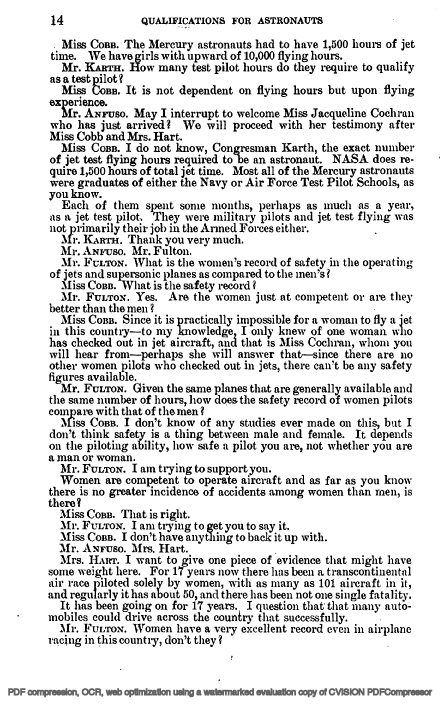 14 QUALIFICATIONS FOR ASTRONAUTS
Miss COBB. The Mercury astronauts had to have 1,500 hours of jet
time. We have girls with upward of 10,000 flying hours.
Mr. KARTH. How many test pilot hours do they require to qualify
as a test pilot?
Miss COBB. It is not dependent on flying hours but upon flying
experience.
Mr. ANFUSO. May I interrupt to welcome Miss Jacqueline Cochran
who has just arrived? We will proceed with her testimony after
Miss Cobb and Mrs. Hart.
Miss COBB. I do not know, Congresman Karth, the exact number
of jet test flying hours required to be an astronaut. NASA does re-
quire 1,500 hours of total jet time. Most all of the Mercury astronauts
were graduates of either the Navy or Air Force Test Pilot Schools, as
you know.
Each of them spent some months, perhaps as much as a year,
as a jet test pilot. They were military pilots and jet test flying was
not primarily their job in the Armed Forces either.
Mr. KARTH. Thank you very much.
Mr. ANFUSO. Mr. Fulton.
Mr. FULTON. What is the women's record of safety in the operating
of jets and supersonic planes as compared to the men's?
Miss COBB. What is the safety record?
Mr. FULTON. Yes. Are the women just at competent or are they
better than the men?
Miss COBB. Since it is practically impossible for a woman to fly a jet
in this country—to my knowledge, I only knew of one woman who
has checked out in jet aircraft, and that is Miss Cochran, whom you
will hear from—perhaps she will answer that—since there are no
other women pilots who checked out in jets, there can't be any safety
figures available.
Mr. FULTON. Given the same planes that are generally available and
the same number of hours, how does the safety record of women pilots
compare with that of the men?
Miss COBB. I don't know of any studies ever made on this, but I
don't think safety is a thing between male and female. It depends
on the piloting ability, how safe a pilot you are, not whether you are
a man or woman.
Mr. FULTON. I am trying to support you.
Women are competent to operate aircraft and as far as you know
there is no greater incidence of accidents among women than men, is
there?
Miss COBB. That is right.
Mr. FULTON. I am trying to get you to say it.
Miss COBB. I don't have anything to back it up with.
Mr. ANFUSO. Mrs. Hart.
Mrs. HART. I want to give one piece of evidence that might have
some weight here. For 17 years now there has been a transcontinental
air race piloted solely by women, with as many as 101 aircraft in it,
and regularly it has about 50, and there has been not one single fatality.
It has been going on for 17 years. I question that that many auto-
mobiles could drive across the country that successfully.
Mr. FULTON. Women have a very excellent record even in airplane
racing in this country, don't they?
PDF compression, OCR, web optimization using a watermarked evaluation copy of CVISION PDFCompressor